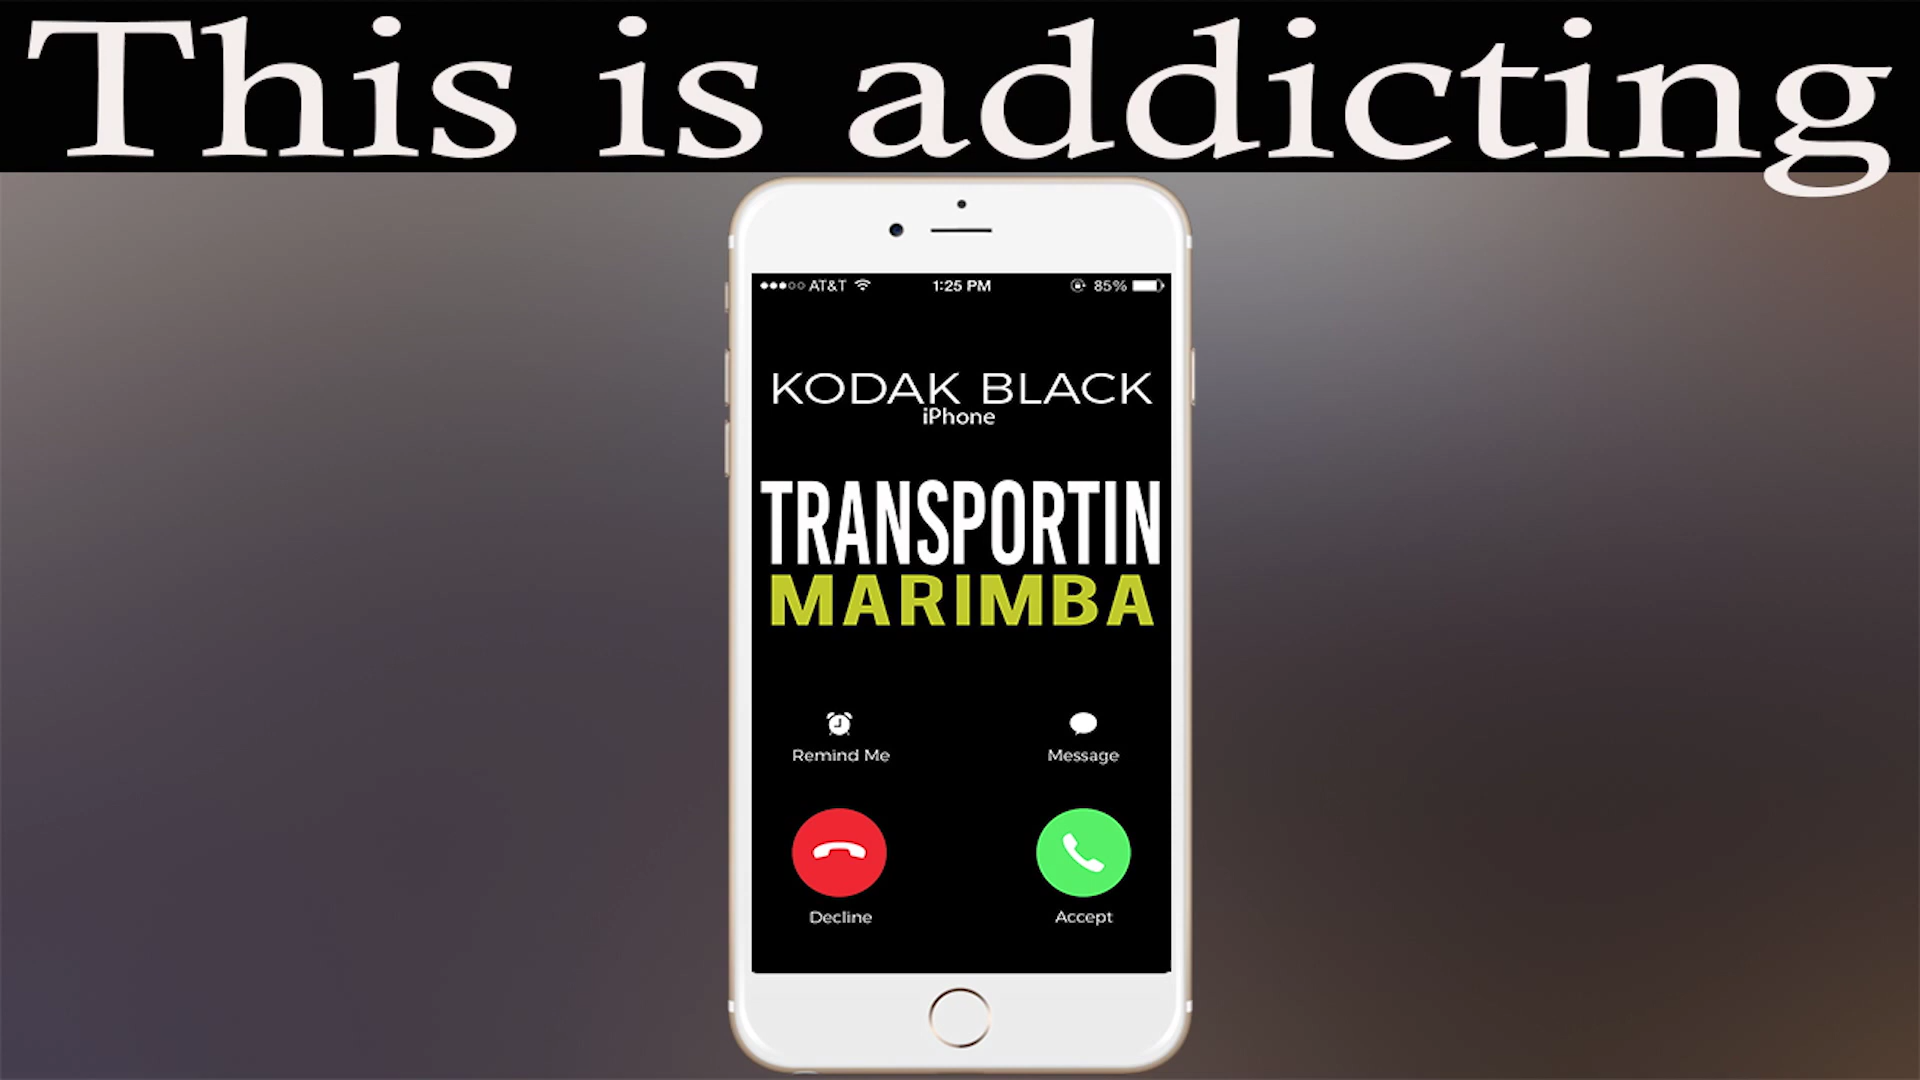 This is addicting
AT&T 1:25 PM 85%
KODAK BLACK
iPhone
TRANSPORTIN
MARIMBA
Remind Me Message
Decline Accept